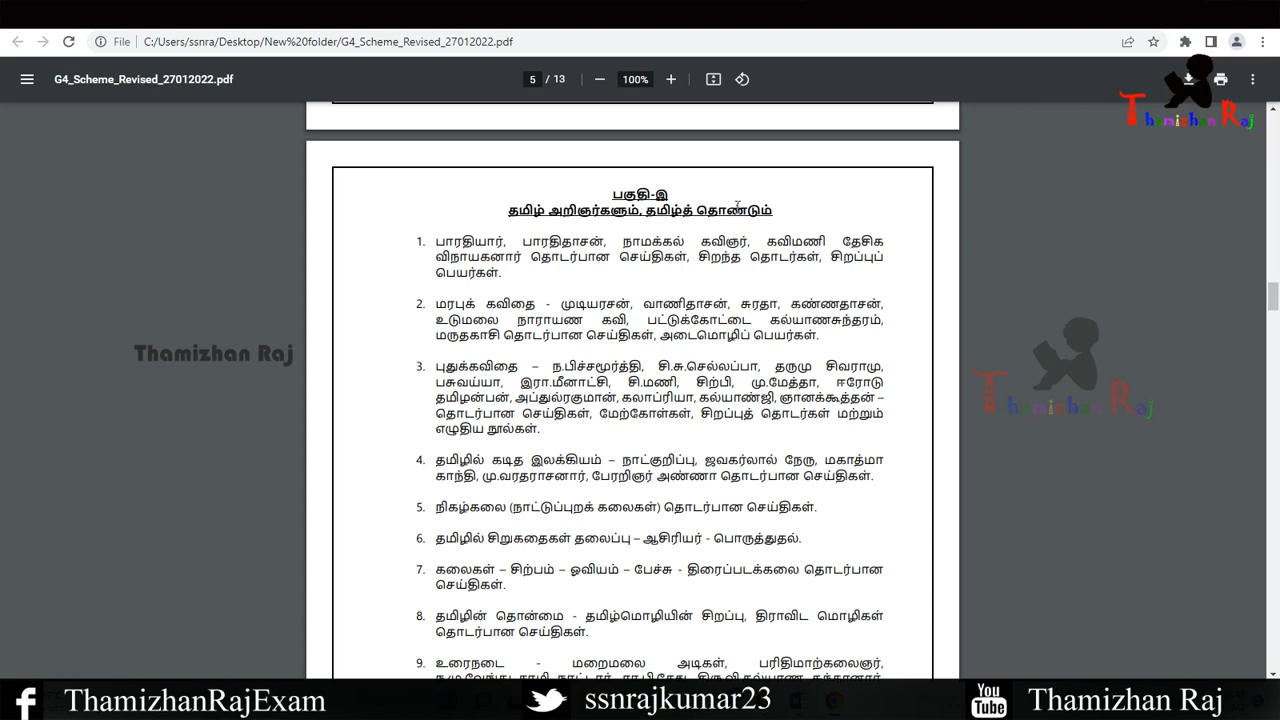 File
C:/Users/ssnra/Desktop/New%20folder/G4_Scheme_Revised_27012022.pdf
G4_Scheme_Revised_27012022.pdf
5 / 13
100%
Thamizhan Raj
பகுதி-இ
தமிழ் அறிஞர்களும், தமிழ்த் தொண்டும்
1. பாரதியார், பாரதிதாசன், நாமக்கல் கவிஞர், கவிமணி தேசிக
விநாயகனார் தொடர்பான செய்திகள், சிறந்த தொடர்கள், சிறப்புப்
பெயர்கள்.
2. மரபுக் கவிதை - முடியரசன், வாணிதாசன், சுரதா, கண்ணதாசன்,
உடுமலை நாராயண கவி, பட்டுக்கோட்டை கல்யாணசுந்தரம்,
மருதகாசி தொடர்பான செய்திகள், அடைமொழிப் பெயர்கள்.
3. புதுக்கவிதை – ந.பிச்சமூர்த்தி, சி.சு.செல்லப்பா, தருமு சிவராமு,
பசுவய்யா, இரா.மீனாட்சி, சி.மணி, சிற்பி, மு.மேத்தா, ஈரோடு
தமிழன்பன், அப்துல்ரகுமான், கலாப்ரியா, கல்யாண்ஜி, ஞானக்கூத்தன் –
தொடர்பான செய்திகள், மேற்கோள்கள், சிறப்புத் தொடர்கள் மற்றும்
எழுதிய நூல்கள்.
4. தமிழில் கடித இலக்கியம் – நாட்குறிப்பு, ஜவகர்லால் நேரு, மகாத்மா
காந்தி, மு.வரதராசனார், பேரறிஞர் அண்ணா தொடர்பான செய்திகள்.
5. நிகழ்கலை (நாட்டுப்புறக் கலைகள்) தொடர்பான செய்திகள்.
6. தமிழில் சிறுகதைகள் தலைப்பு – ஆசிரியர் - பொருத்துதல்.
7. கலைகள் – சிற்பம் – ஓவியம் – பேச்சு - திரைப்படக்கலை தொடர்பான
செய்திகள்.
8. தமிழின் தொன்மை - தமிழ்மொழியின் சிறப்பு, திராவிட மொழிகள்
தொடர்பான செய்திகள்.
9. உரைநடை - மறைமலை அடிகள், பரிதிமாற்கலைஞர்,
Thamizhan Raj
Thamizhan Raj
ThamizhanRajExam
ssnrajkumar23
You
Tube
Thamizhan Raj